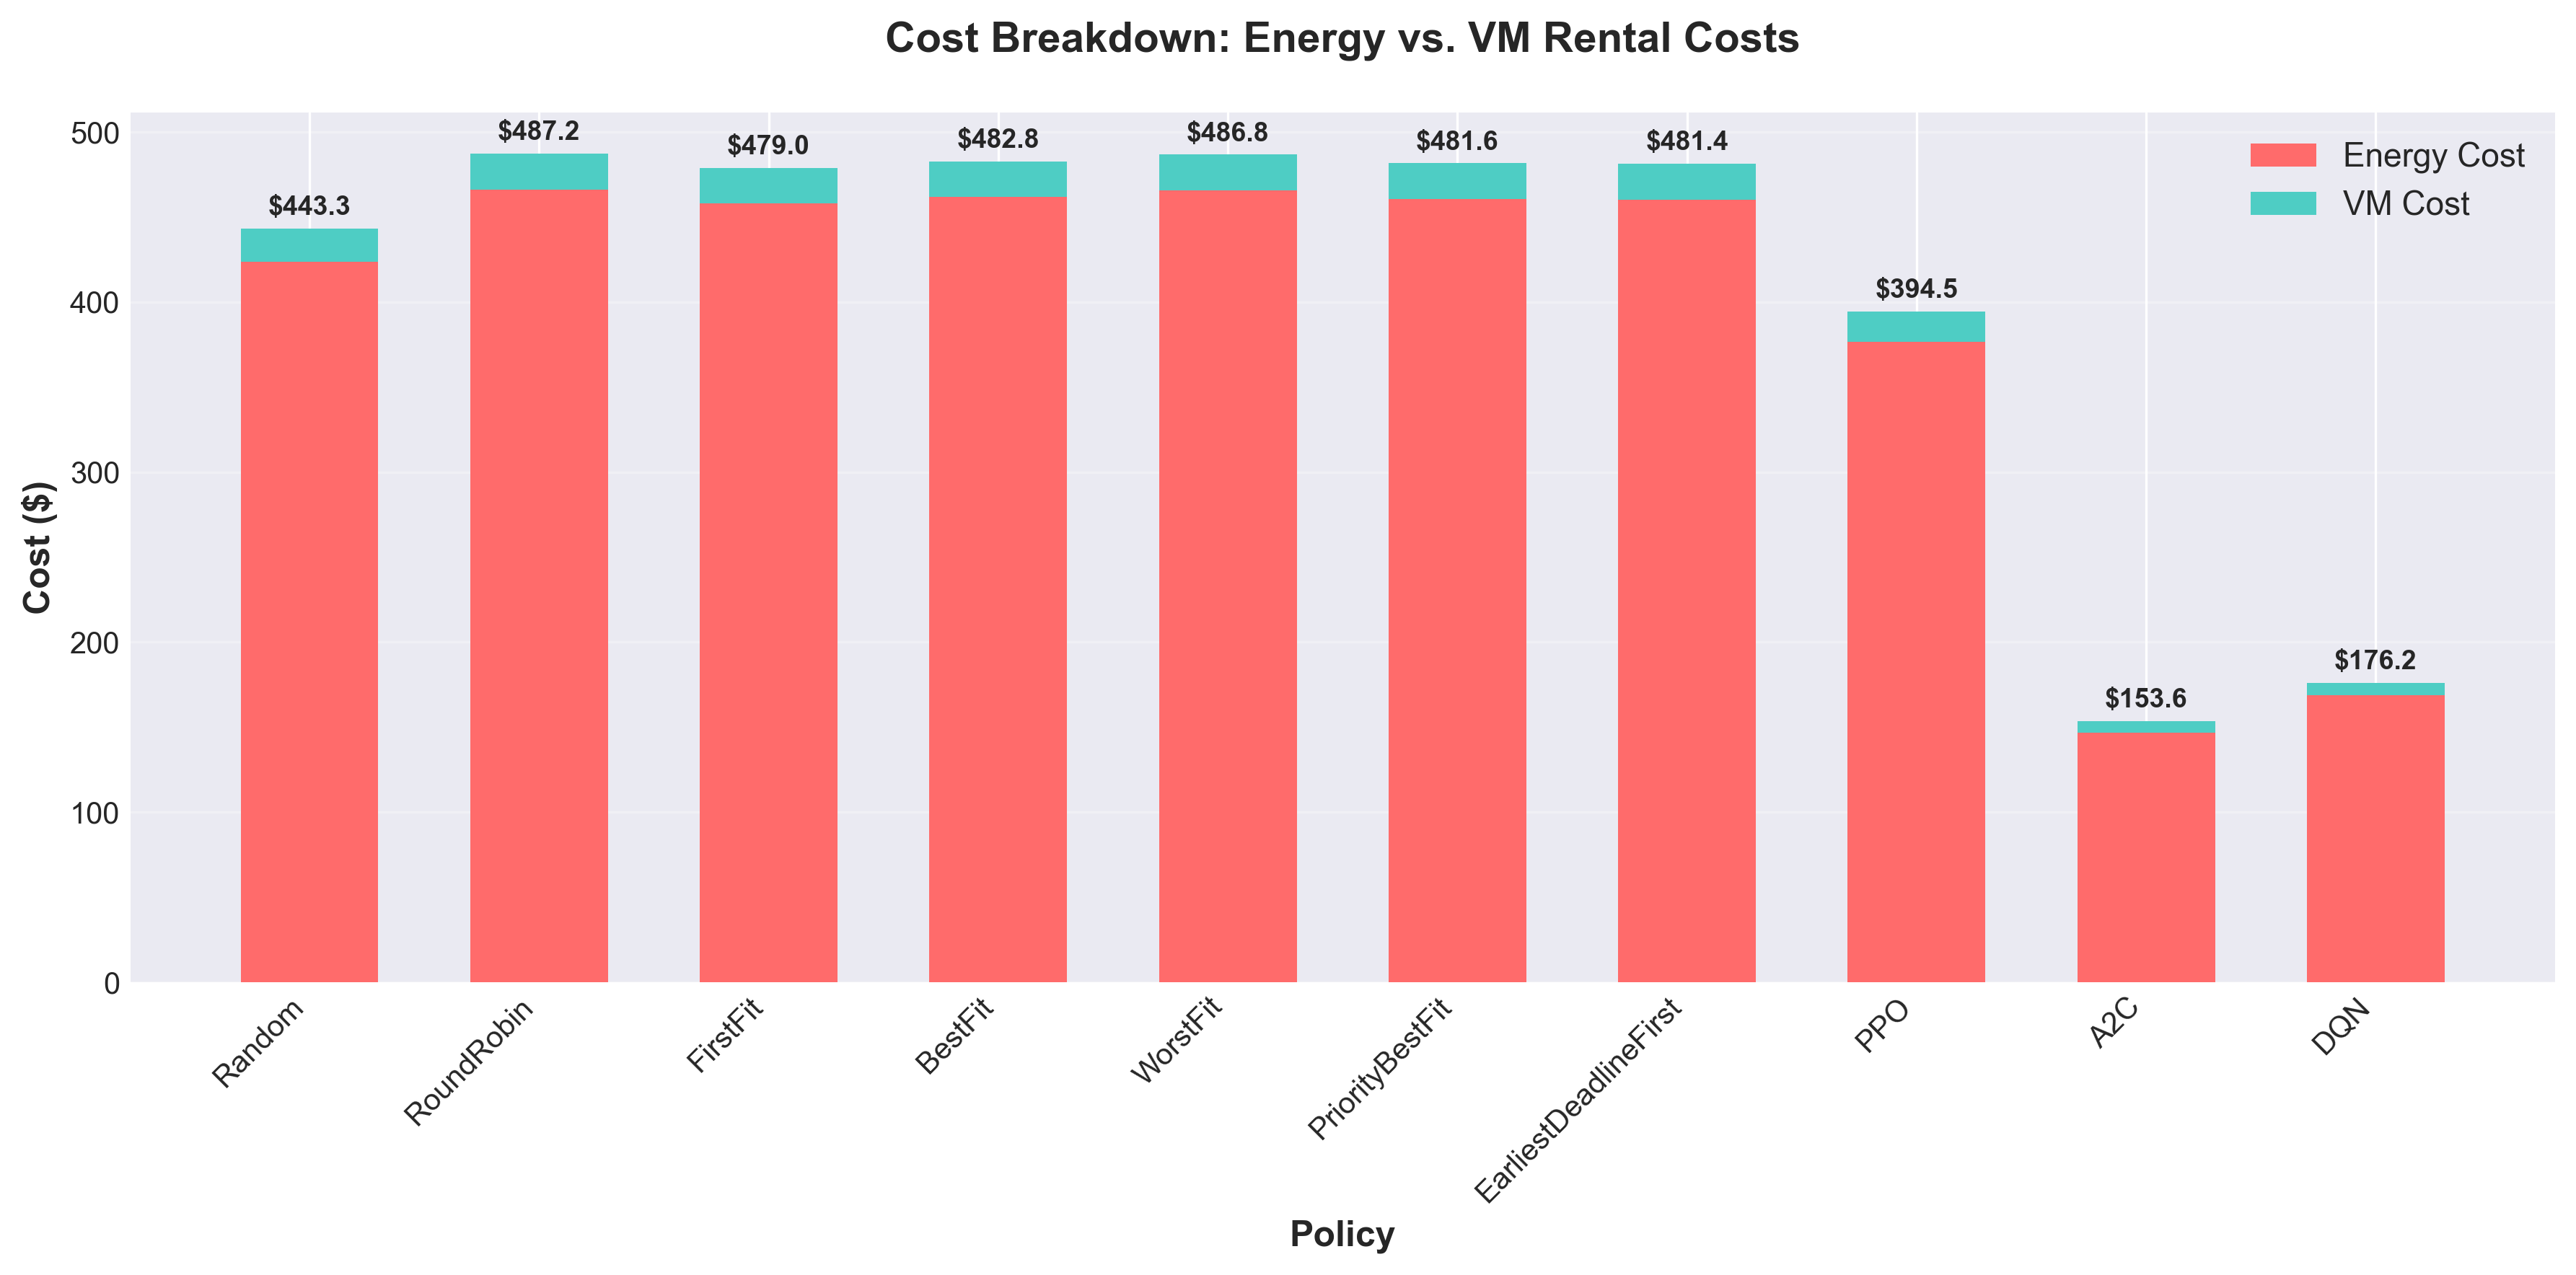 Cost Breakdown: Energy vs. VM Rental Costs
Cost ($)
500
400
300
200
100
0
$443.3
$487.2
$479.0
$482.8
$486.8
$481.6
$481.4
$394.5
$153.6
$176.2
Energy Cost
VM Cost
Random
RoundRobin
FirstFit
BestFit
WorstFit
PriorityBestFit
EarliestDeadlineFirst
PPO
A2C
DQN
Policy